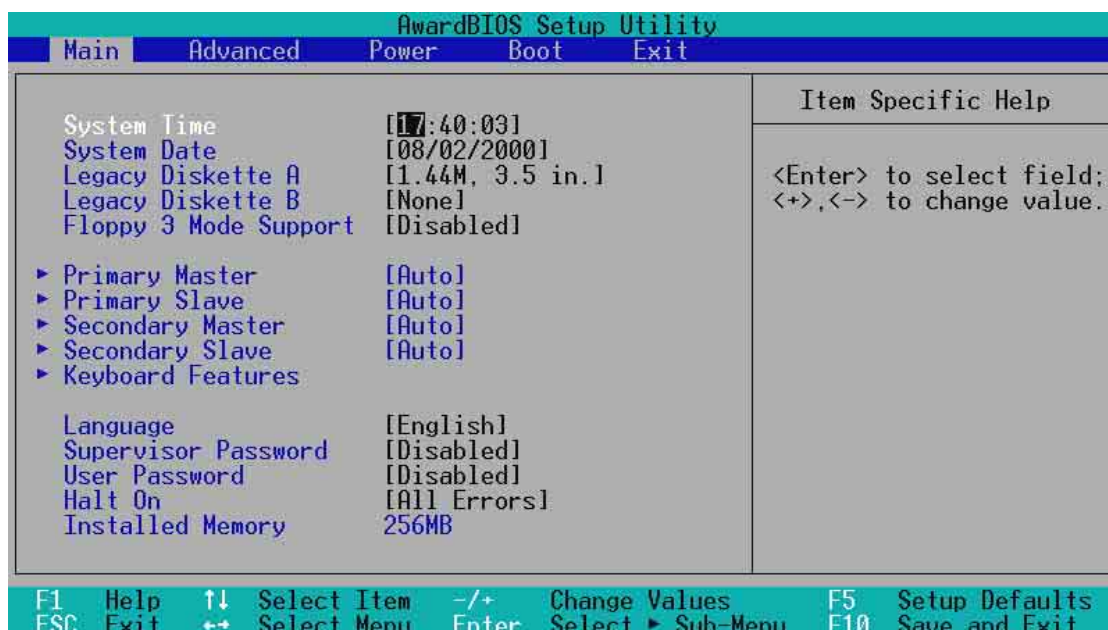 AwardBIOS Setup Utility
Main Advanced Power Boot Exit
Item Specific Help
System Time [17:40:03]
System Date [08/02/2000]
Legacy Diskette A [1.44M, 3.5 in.]
Legacy Diskette B [None]
Floppy 3 Mode Support [Disabled]
<Enter> to select field;
<+>,<-> to change value.
► Primary Master [Auto]
► Primary Slave [Auto]
► Secondary Master [Auto]
► Secondary Slave [Auto]
► Keyboard Features
Language [English]
Supervisor Password [Disabled]
User Password [Disabled]
Halt On [All Errors]
Installed Memory 256MB
F1 Help ↑↓ Select Item -/+ Change Values F5 Setup Defaults
ESC Exit ←→ Select Menu Enter Select ► Sub-Menu F10 Save and Exit